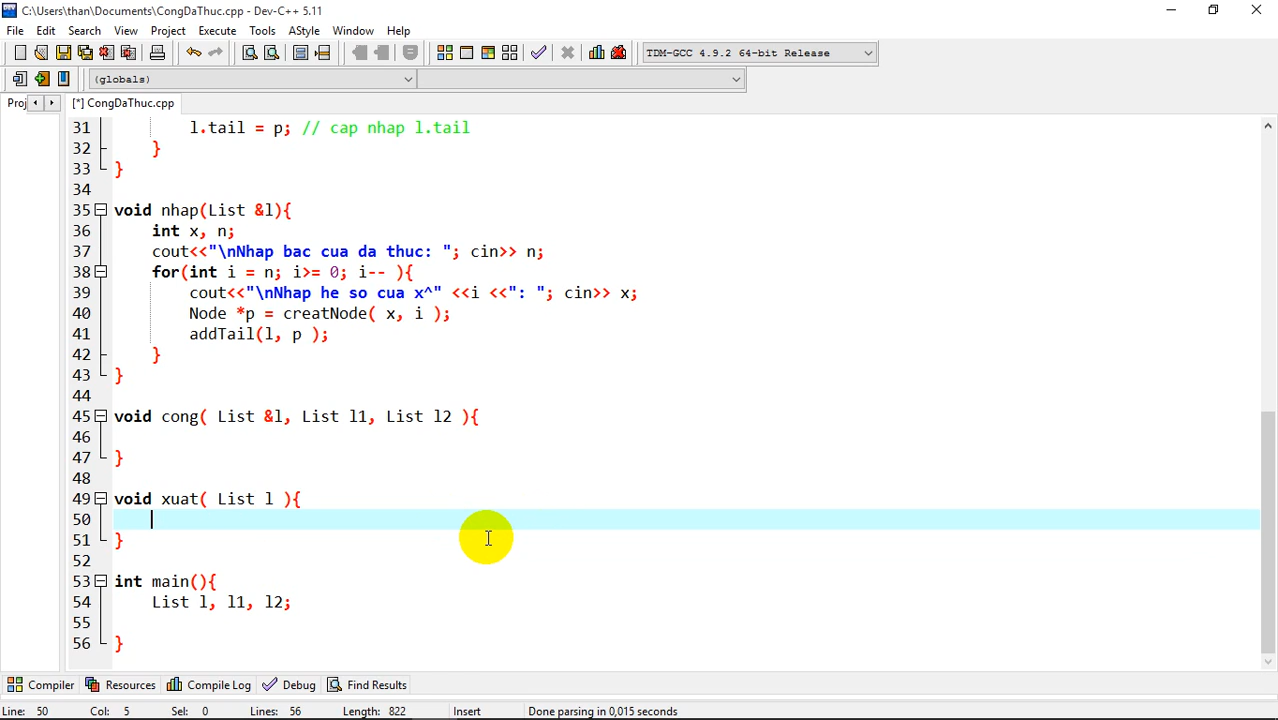 C:\Users\than\Documents\CongDaThuc.cpp - Dev-C++ 5.11
File Edit Search View Project Execute Tools AStyle Window Help
TDM-GCC 4.9.2 64-bit Release
(globals)
Proj [*] CongDaThuc.cpp
31 l.tail = p; // cap nhap l.tail
32 }
33 }
34
35 void nhap(List &l){
36 int x, n;
37 cout<<"\nNhap bac cua da thuc: "; cin>> n;
38 for(int i = n; i>= 0; i-- ){
39 cout<<"\nNhap he so cua x^" <<i <<": "; cin>> x;
40 Node *p = creatNode( x, i );
41 addTail(l, p );
42 }
43 }
44
45 void cong( List &l, List l1, List l2 ){
46
47 }
48
49 void xuat( List l ){
50
51 }
52
53 int main(){
54 List l, l1, l2;
55
56 }
Compiler Resources Compile Log Debug Find Results
Line: 50 Col: 5 Sel: 0 Lines: 56 Length: 822 Insert Done parsing in 0,015 seconds